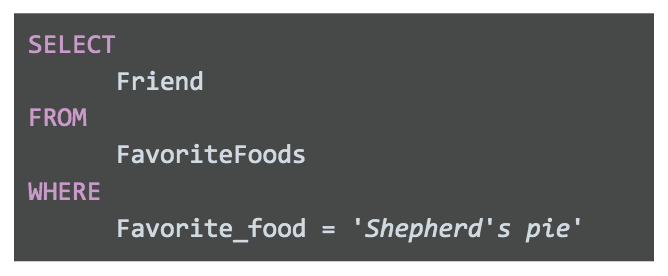 SELECT
Friend
FROM
FavoriteFoods
WHERE
Favorite_food = 'Shepherd's pie'